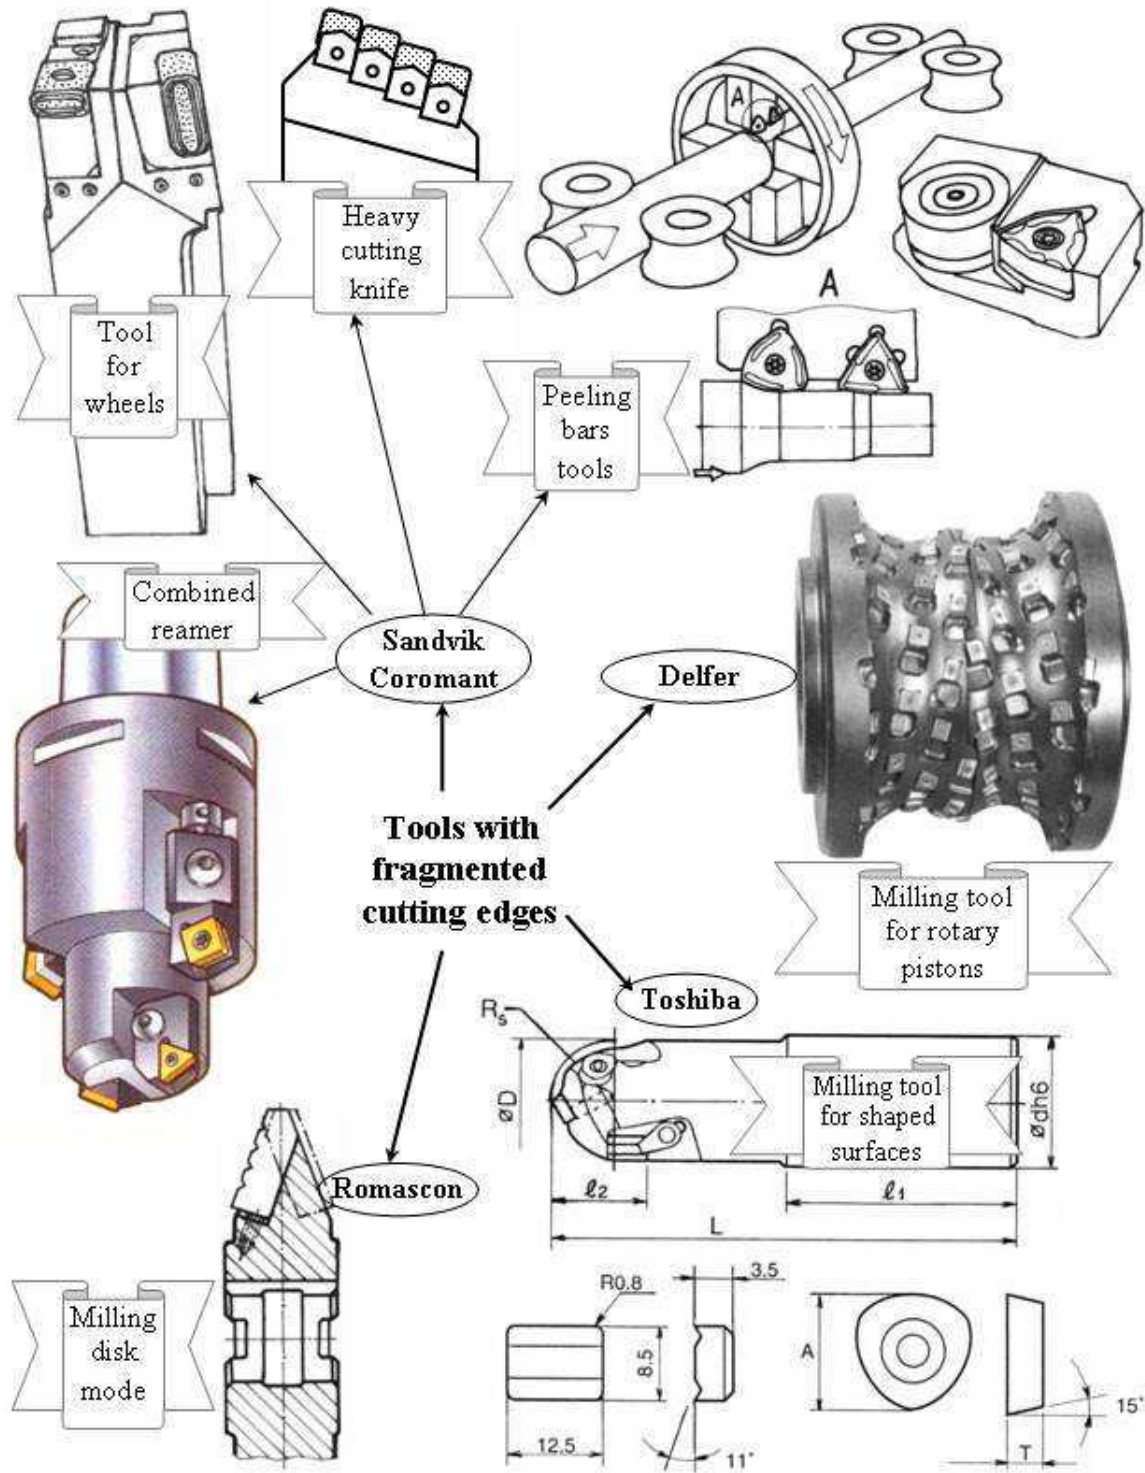 Heavy
cutting
knife
A
Tool
for
wheels
A
Peeling
bars
tools
Combined
reamer
Sandvik
Coromant
Delfer
Tools with
fragmented
cutting edges
Milling tool
for rotary
pistons
Toshiba
Rs
øD
Milling tool
for shaped
surfaces
ødh6
Romascon
ℓ2
ℓ1
L
Milling
disk
mode
R0.8
3.5
8.5
12.5
11°
A
15°
T